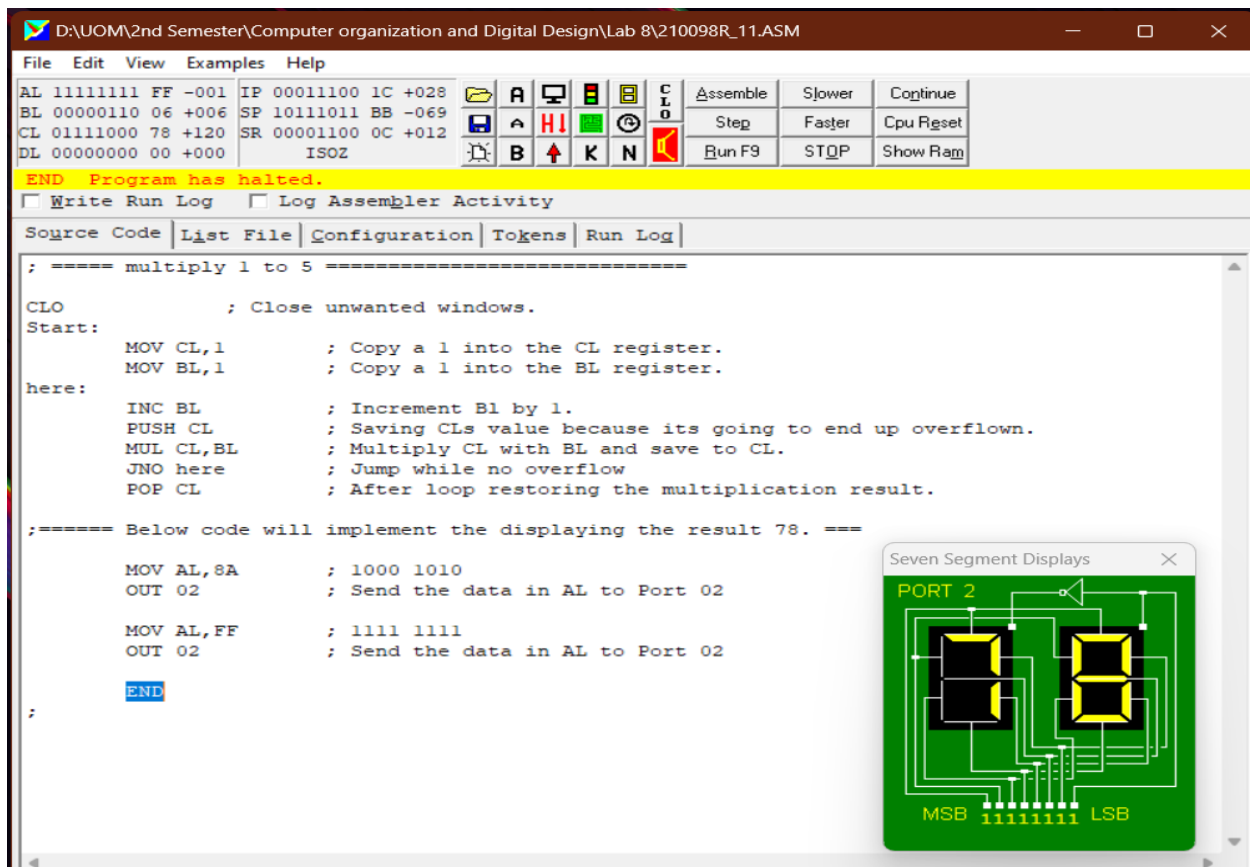 D:\UOM\2nd Semester\Computer organization and Digital Design\Lab 8\210098R_11.ASM
File Edit View Examples Help
AL 11111111 FF -001 IP 00011100 1C +028
BL 00000110 06 +006 SP 10111011 BB -069
CL 01111000 78 +120 SR 00001100 0C +012
DL 00000000 00 +000 ISOZ
A H B A K N CLO
Assemble Slower Continue
Step Faster Cpu Reset
Run F9 STOP Show Ram
END Program has halted.
Write Run Log Log Assembler Activity
Source Code List File Configuration Tokens Run Log
; ===== multiply 1 to 5 =============================
CLO ; Close unwanted windows.
Start:
MOV CL,1 ; Copy a 1 into the CL register.
MOV BL,1 ; Copy a 1 into the BL register.
here:
INC BL ; Increment Bl by 1.
PUSH CL ; Saving CLs value because its going to end up overflown.
MUL CL,BL ; Multiply CL with BL and save to CL.
JNO here ; Jump while no overflow
POP CL ; After loop restoring the multiplication result.
;====== Below code will implement the displaying the result 78. ===
MOV AL,8A ; 1000 1010
OUT 02 ; Send the data in AL to Port 02
MOV AL,FF ; 1111 1111
OUT 02 ; Send the data in AL to Port 02
END
;
Seven Segment Displays
PORT 2
78
MSB 11111111 LSB